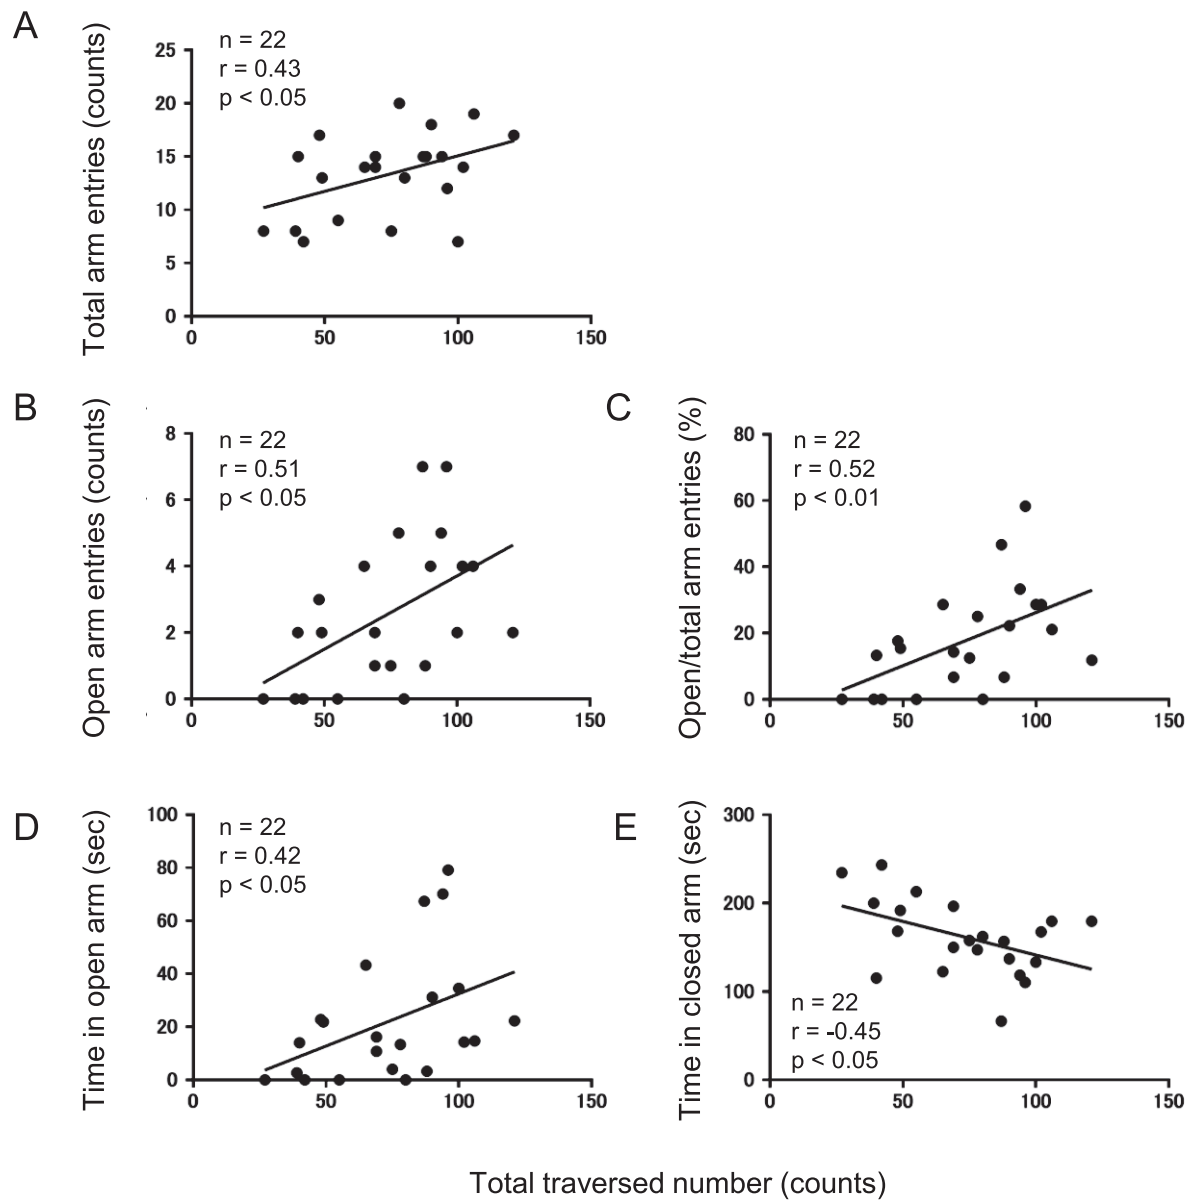 A
Total arm entries (counts)
n = 22
r = 0.43
p < 0.05
25
20
15
10
5
0
0 50 100 150
B
Open arm entries (counts)
n = 22
r = 0.51
p < 0.05
8
6
4
2
0
0 50 100 150
C
Open/total arm entries (%)
n = 22
r = 0.52
p < 0.01
80
60
40
20
0
0 50 100 150
D
Time in open arm (sec)
n = 22
r = 0.42
p < 0.05
100
80
60
40
20
0
0 50 100 150
E
Time in closed arm (sec)
300
200
100
0
n = 22
r = -0.45
p < 0.05
0 50 100 150
Total traversed number (counts)